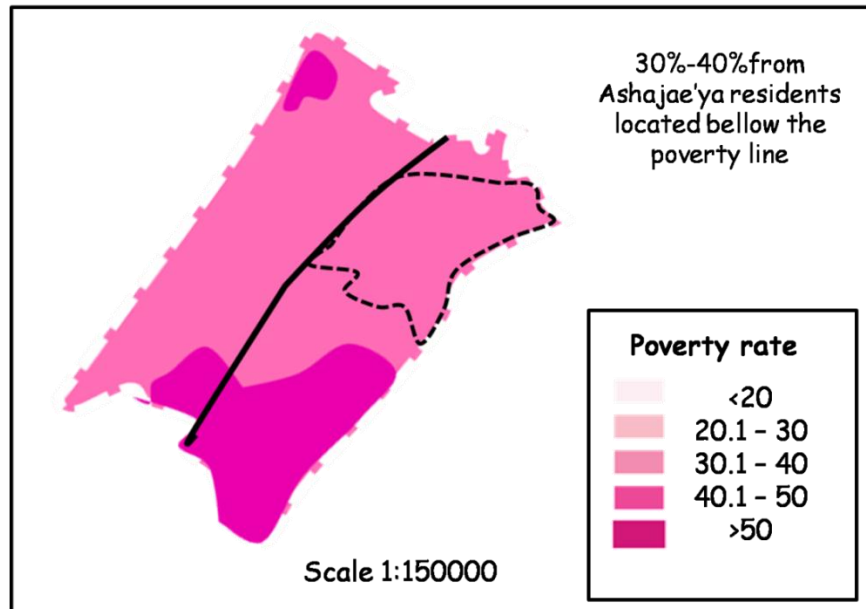 30%-40%from
Ashajae'ya residents
located bellow the
poverty line
Poverty rate
<20
20.1 – 30
30.1 – 40
40.1 – 50
>50
Scale 1:150000